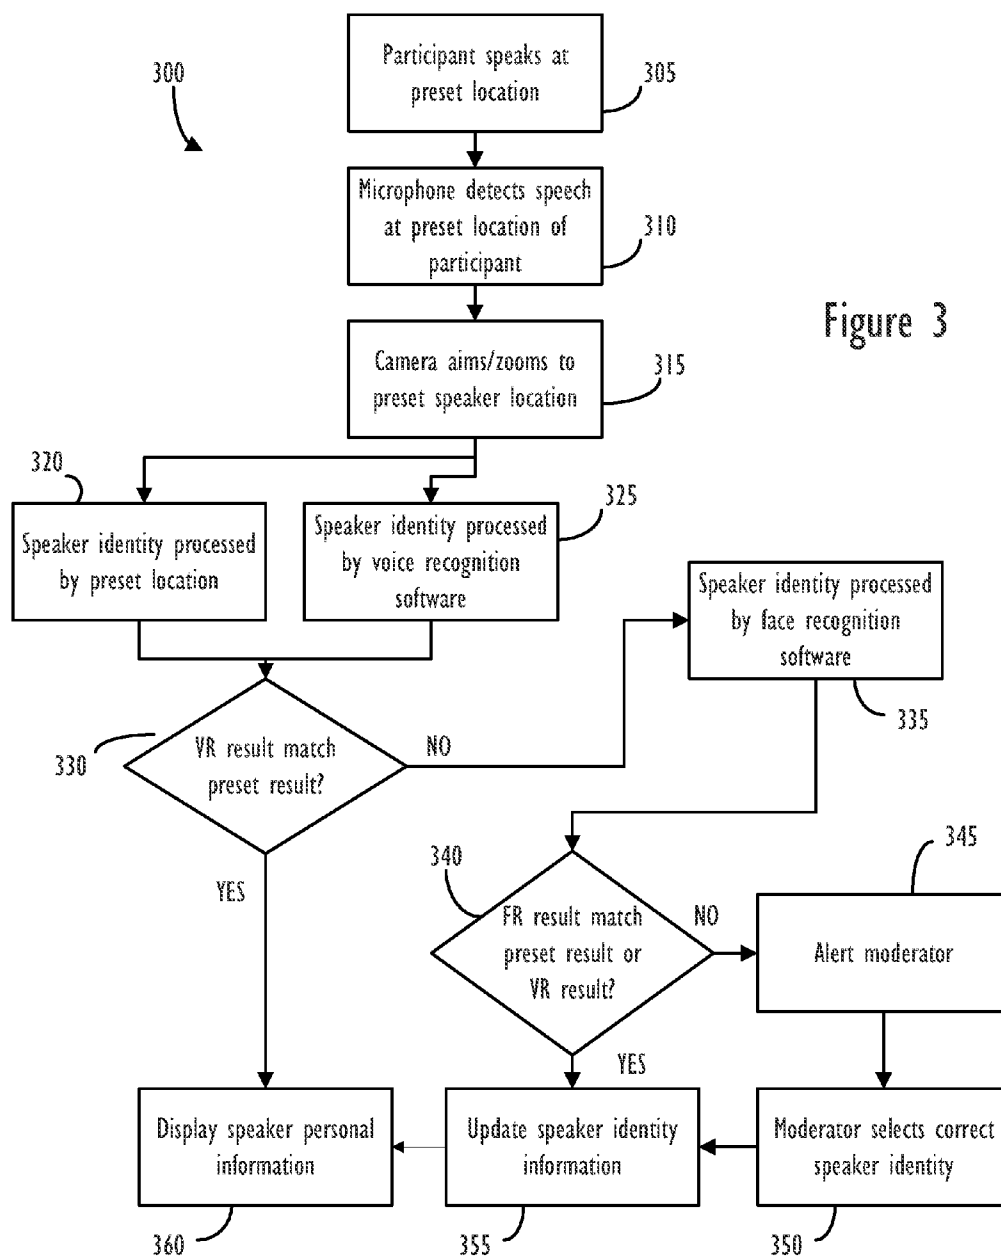 Participant speaks at
preset location
300
305
Microphone detects speech
at preset location of
participant
310
Figure 3
Camera aims/zooms to
preset speaker location
315
320
325
Speaker identity processed
by preset location
Speaker identity processed
by voice recognition
software
Speaker identity processed
by face recognition
software
335
330
VR result match
preset result?
NO
YES
340
345
FR result match
preset result or
VR result?
NO
Alert moderator
YES
Display speaker personal
information
Update speaker identity
information
Moderator selects correct
speaker identity
360
355
350